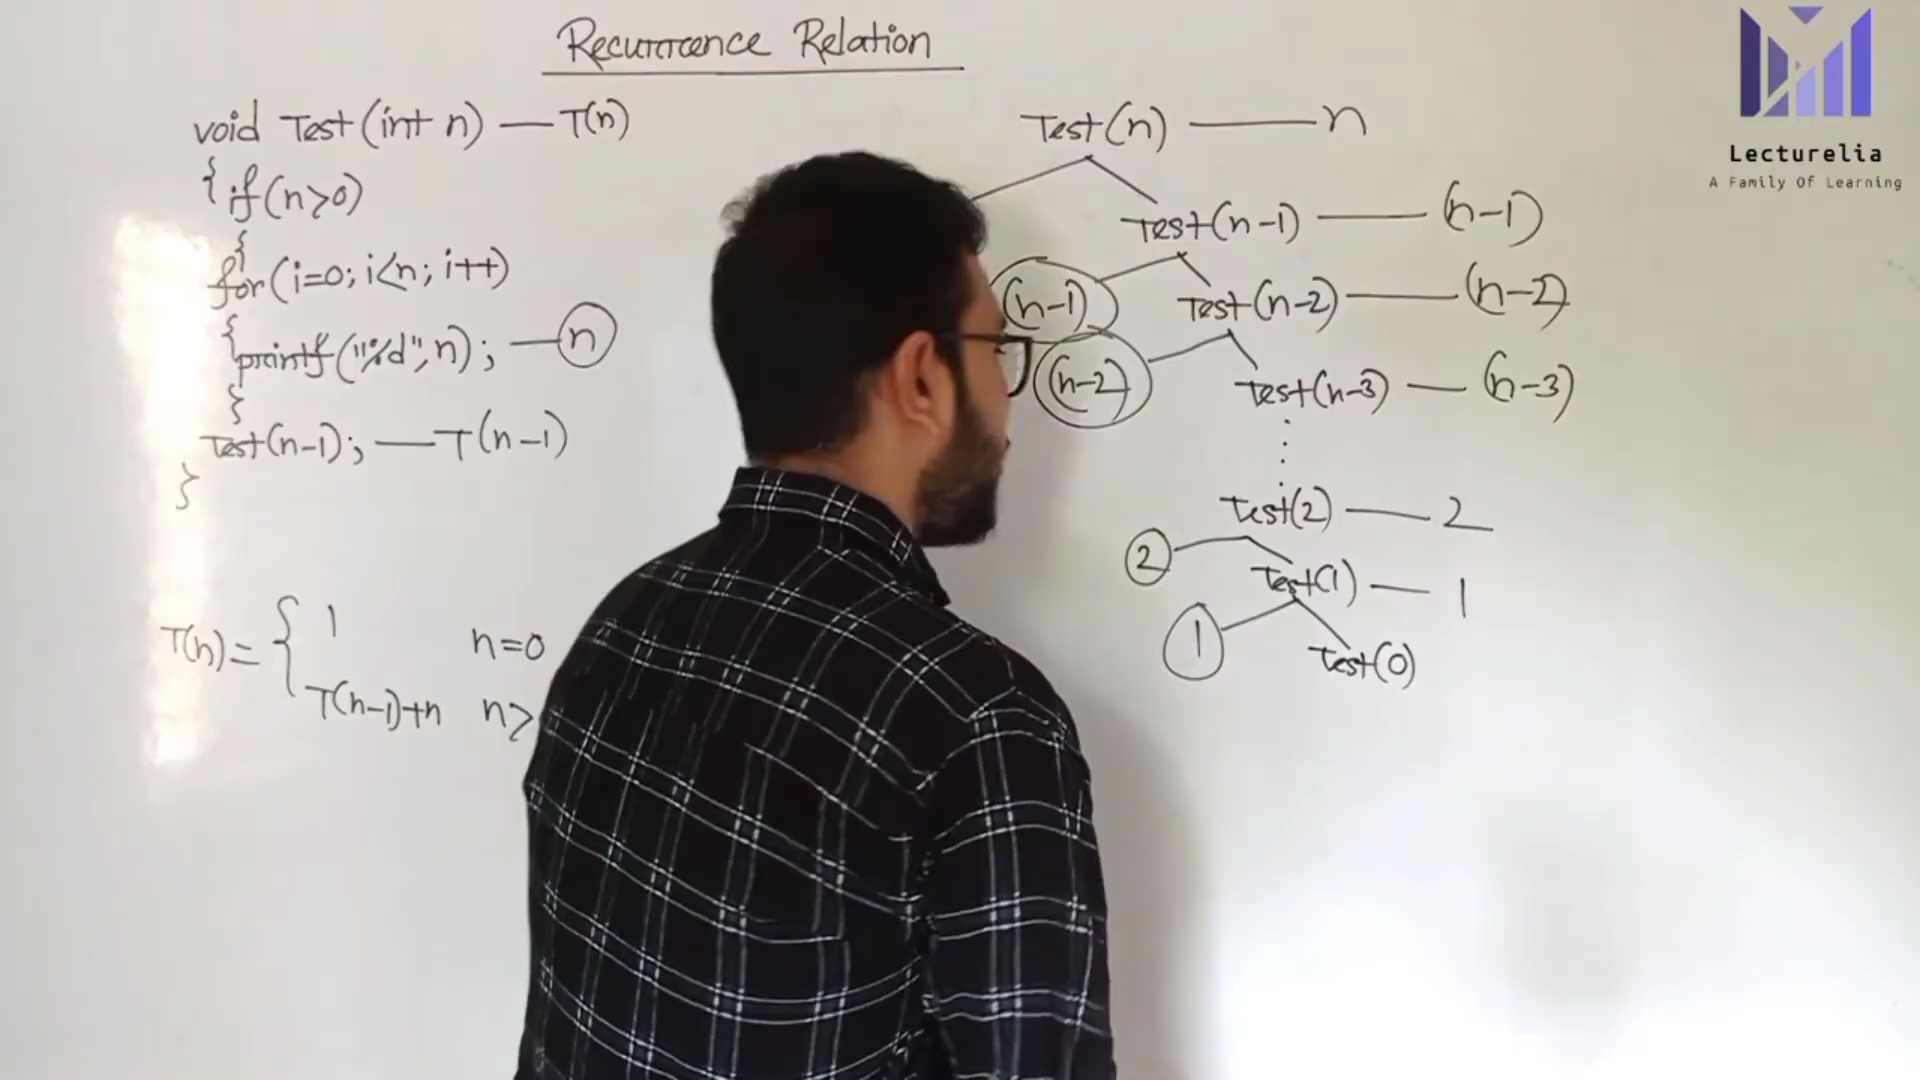 Recurrence Relation
void Test(int n) — T(n)
{ if(n>0)
{
for(i=0; i<n; i++)
{
printf("%d", n); — n
}
Test(n-1); — T(n-1)
}
T(n) = { 1 n=0
T(n-1)+n n>
Test(n) — n
Test(n-1) — (n-1)
(n-1) Test(n-2) — (n-2)
(n-2) Test(n-3) — (n-3)
Test(2) — 2
2 Test(1) — 1
1 Test(0)
Lecturelia
A Family Of Learning